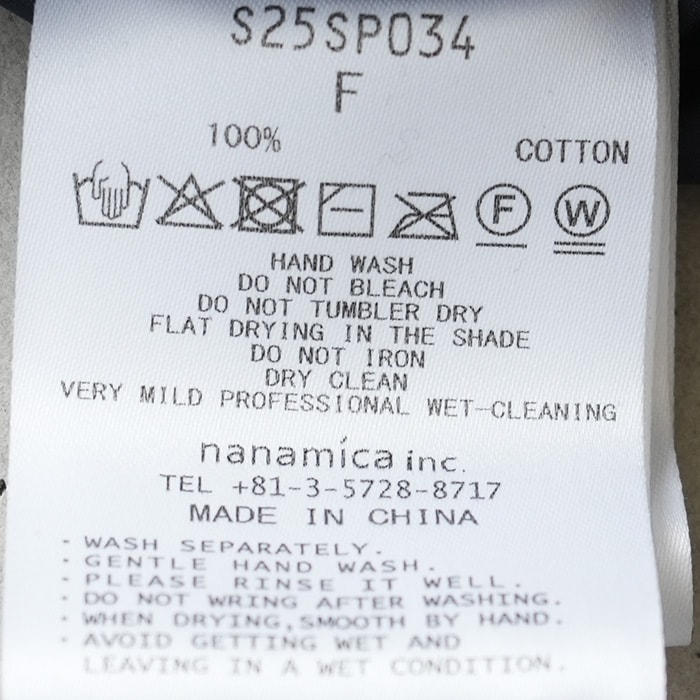 S25SP034
F
100% COTTON
F W
HAND WASH
DO NOT BLEACH
DO NOT TUMBLER DRY
FLAT DRYING IN THE SHADE
DO NOT IRON
DRY CLEAN
VERY MILD PROFESSIONAL WET-CLEANING
nanamíca inc.
TEL +81-3-5728-8717
MADE IN CHINA
・WASH SEPARATELY.
・GENTLE HAND WASH.
・PLEASE RINSE IT WELL.
・DO NOT WRING AFTER WASHING.
・WHEN DRYING,SMOOTH BY HAND.
・AVOID GETTING WET AND
LEAVING IN A WET CONDITION.